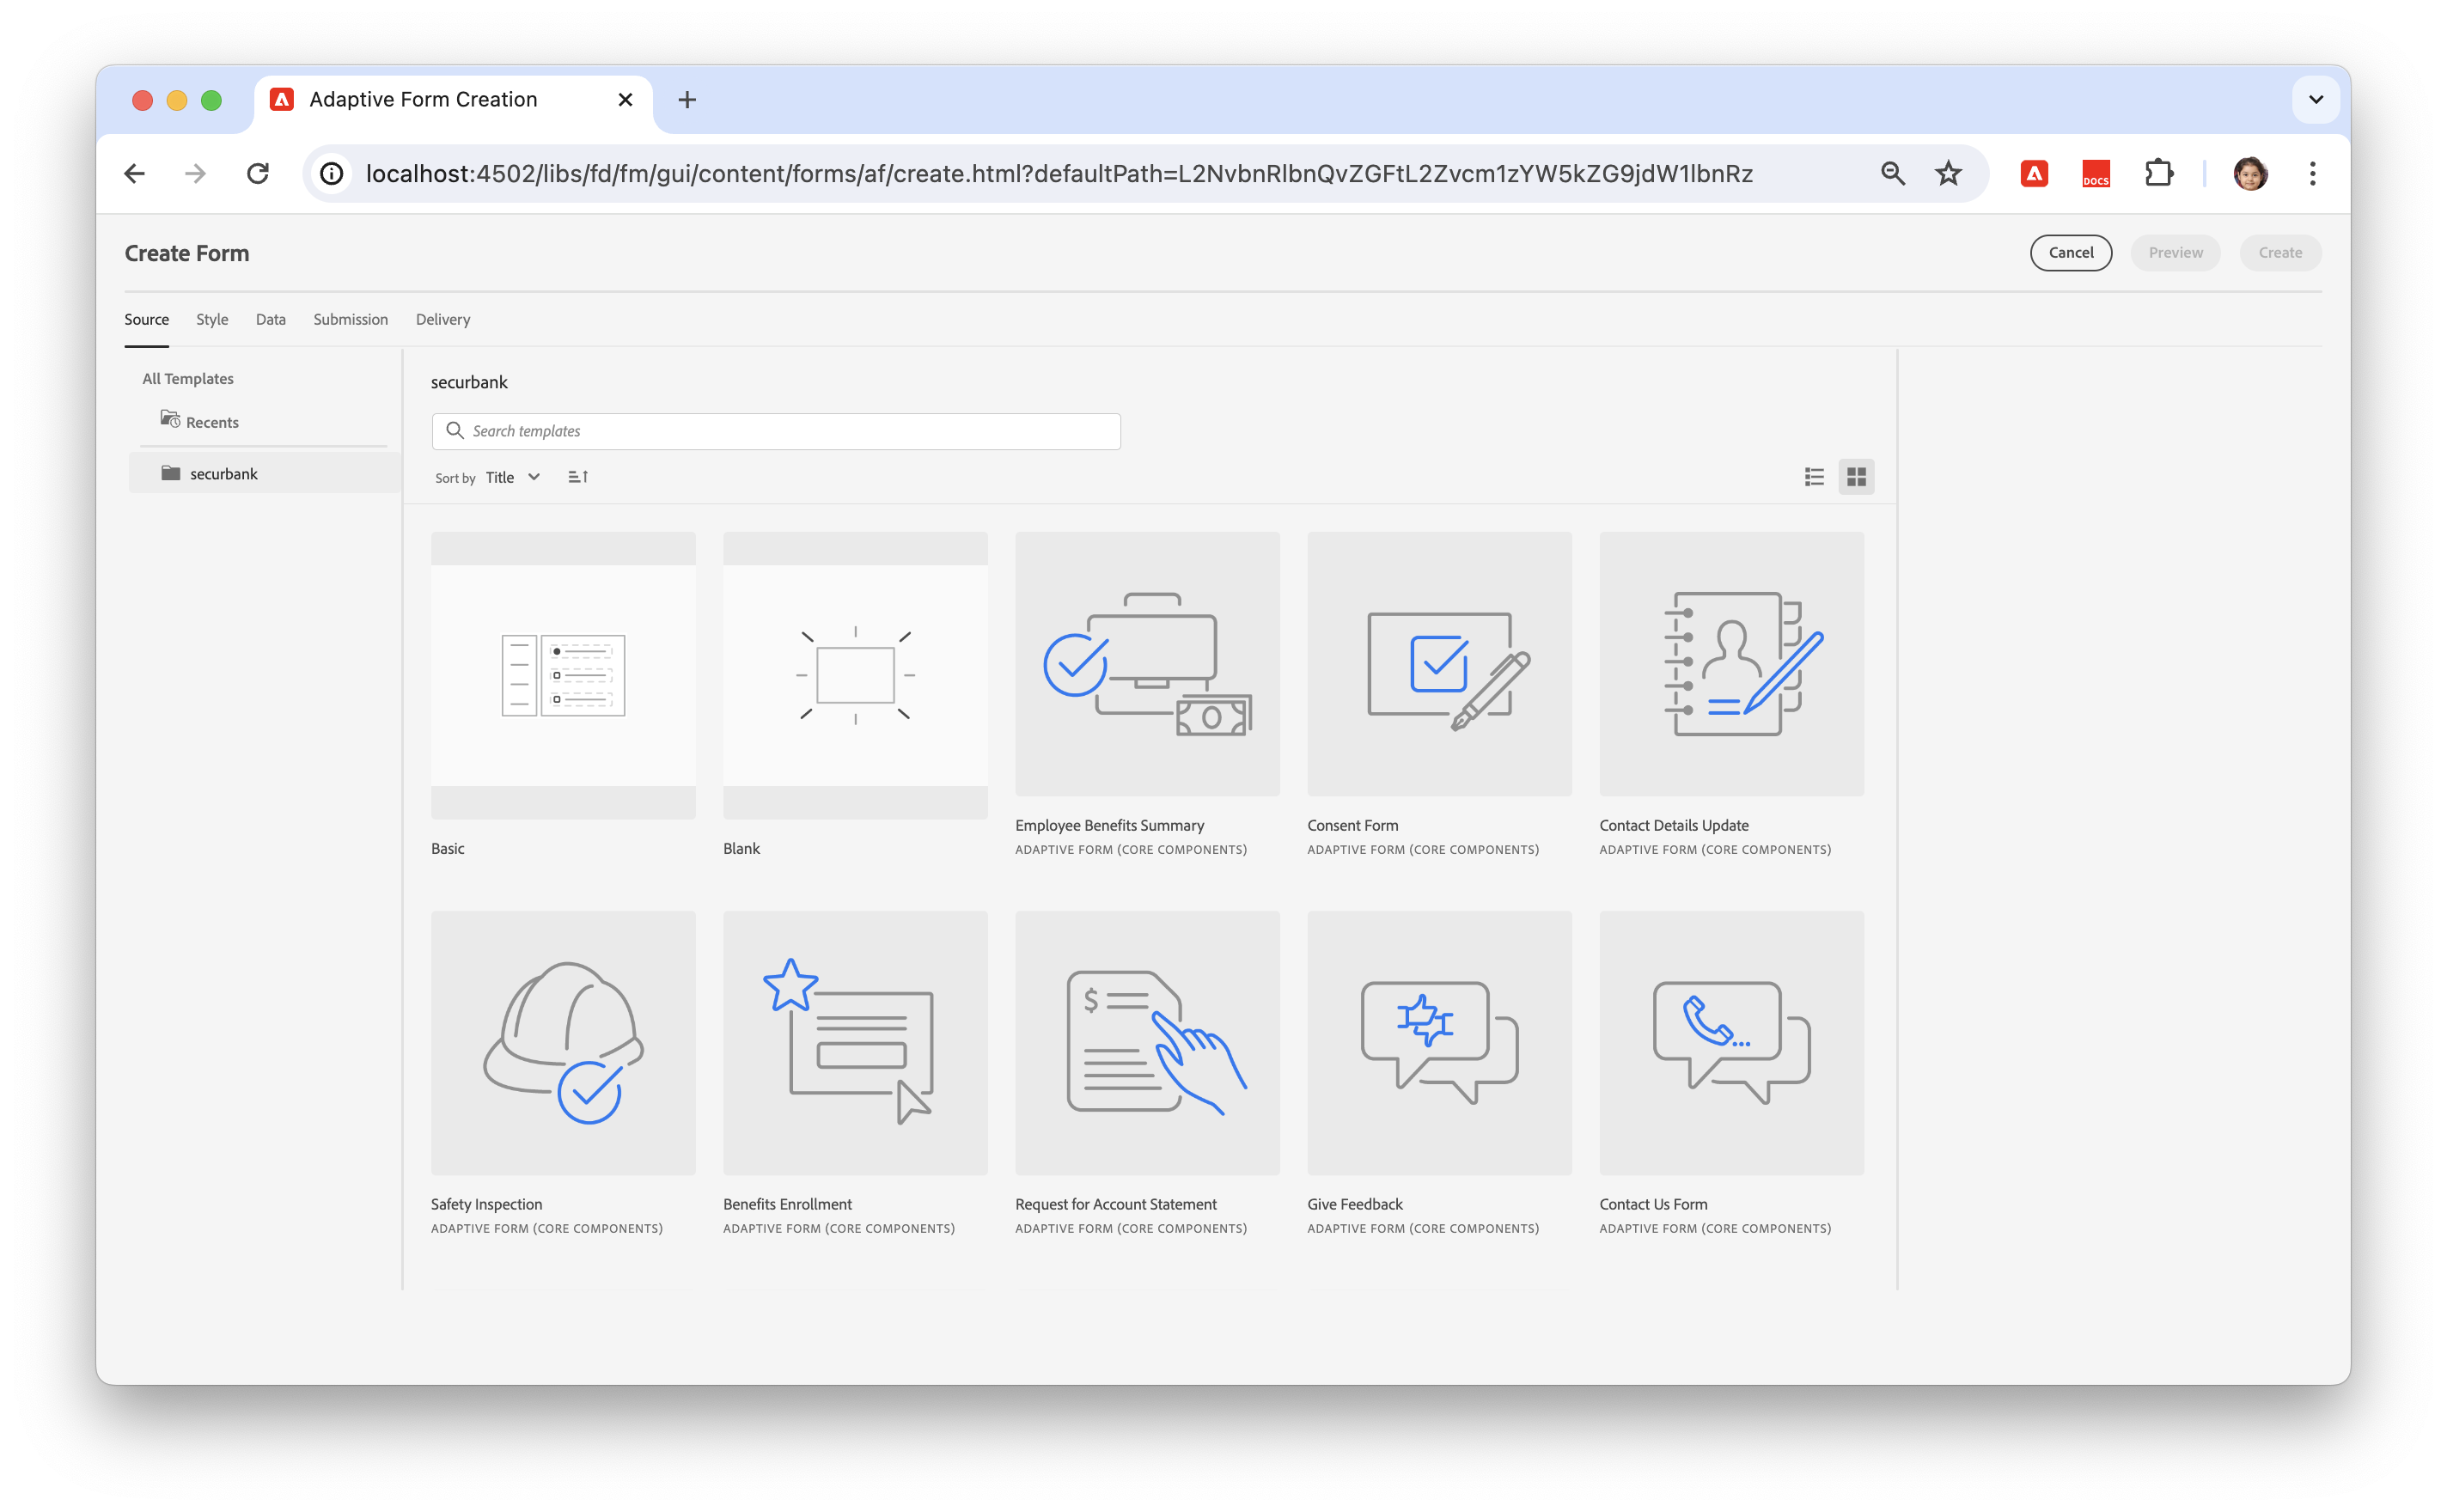 Adaptive Form Creation
localhost:4502/libs/fd/fm/gui/content/forms/af/create.html?defaultPath=L2NvbnRlbnQvZGFtL2Zvcm1zYW5kZG9jdW1lbnRz
DOCS
Create Form
Cancel Preview Create
Source Style Data Submission Delivery
All Templates
Recents
securbank
securbank
Search templates
Sort by Title
Basic
Blank
Employee Benefits Summary
ADAPTIVE FORM (CORE COMPONENTS)
Consent Form
ADAPTIVE FORM (CORE COMPONENTS)
Contact Details Update
ADAPTIVE FORM (CORE COMPONENTS)
$
Safety Inspection
ADAPTIVE FORM (CORE COMPONENTS)
Benefits Enrollment
ADAPTIVE FORM (CORE COMPONENTS)
Request for Account Statement
ADAPTIVE FORM (CORE COMPONENTS)
Give Feedback
ADAPTIVE FORM (CORE COMPONENTS)
Contact Us Form
ADAPTIVE FORM (CORE COMPONENTS)